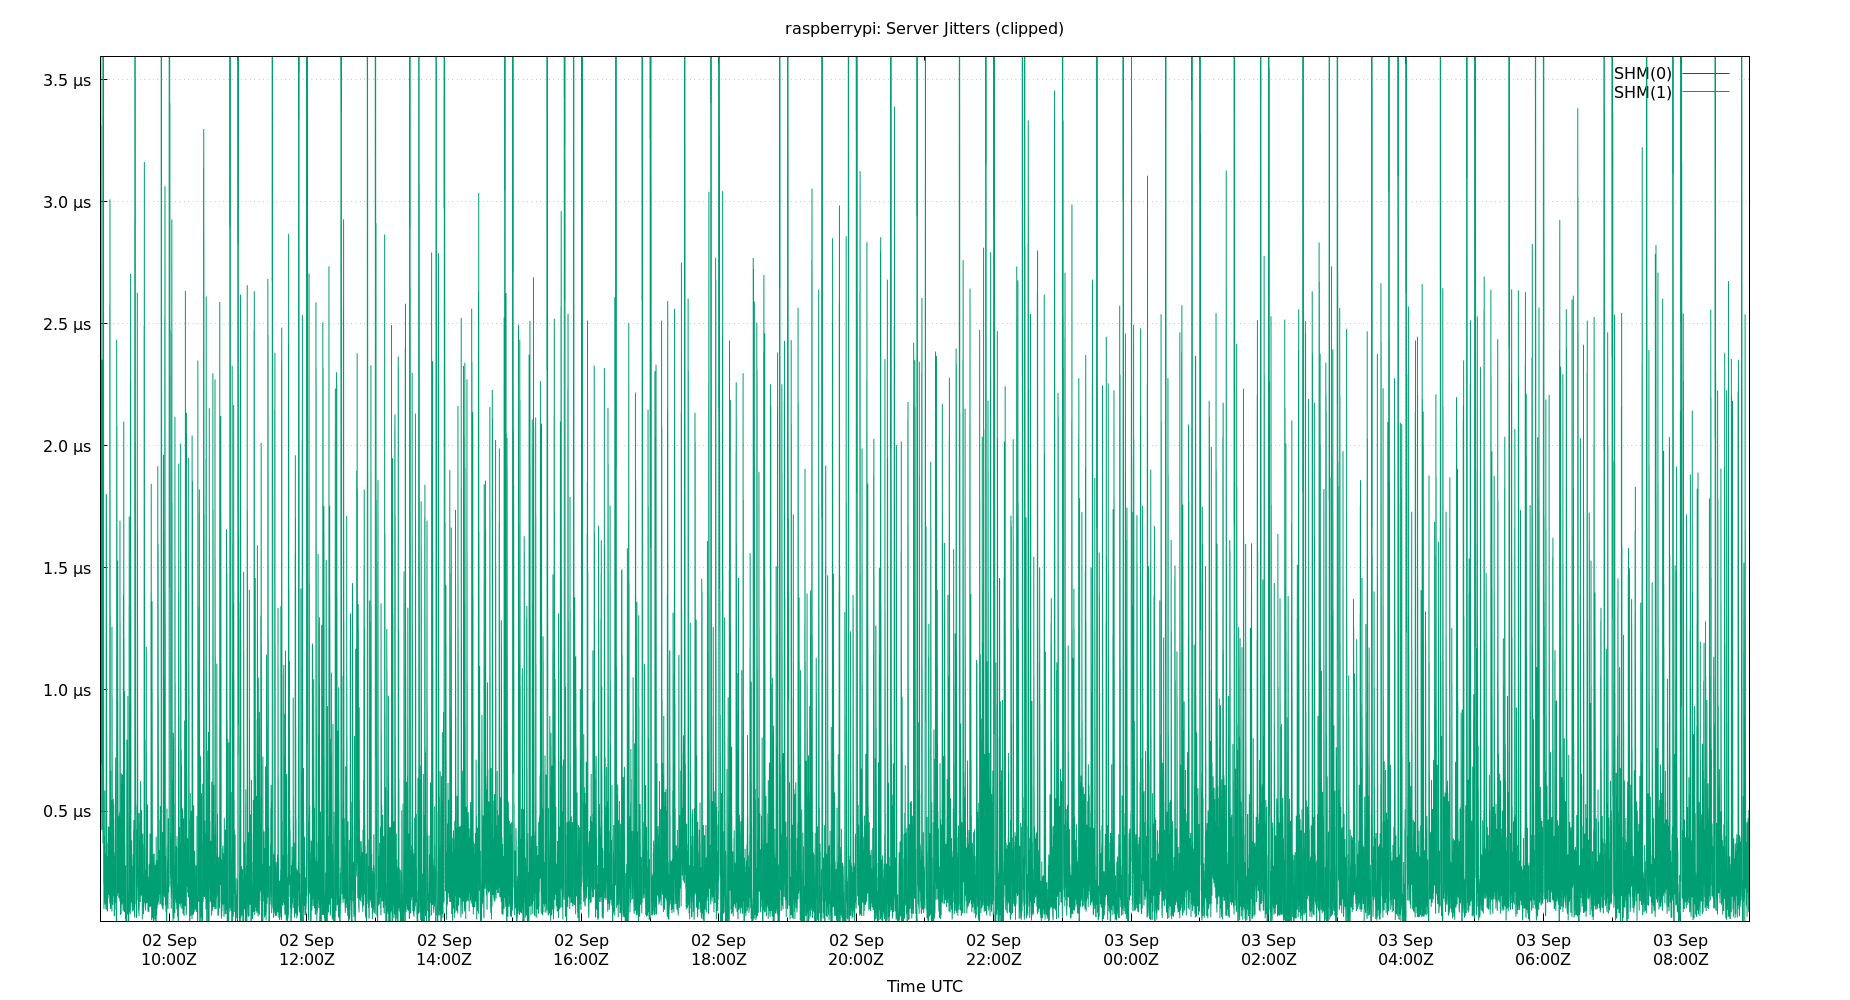 raspberrypi: Server Jitters (clipped)
SHM(0)
SHM(1)
3.5 µs
3.0 µs
2.5 µs
2.0 µs
1.5 µs
1.0 µs
0.5 µs
02 Sep 02 Sep 02 Sep 02 Sep 02 Sep 02 Sep 02 Sep 03 Sep 03 Sep 03 Sep 03 Sep 03 Sep
10:00Z 12:00Z 14:00Z 16:00Z 18:00Z 20:00Z 22:00Z 00:00Z 02:00Z 04:00Z 06:00Z 08:00Z
Time UTC